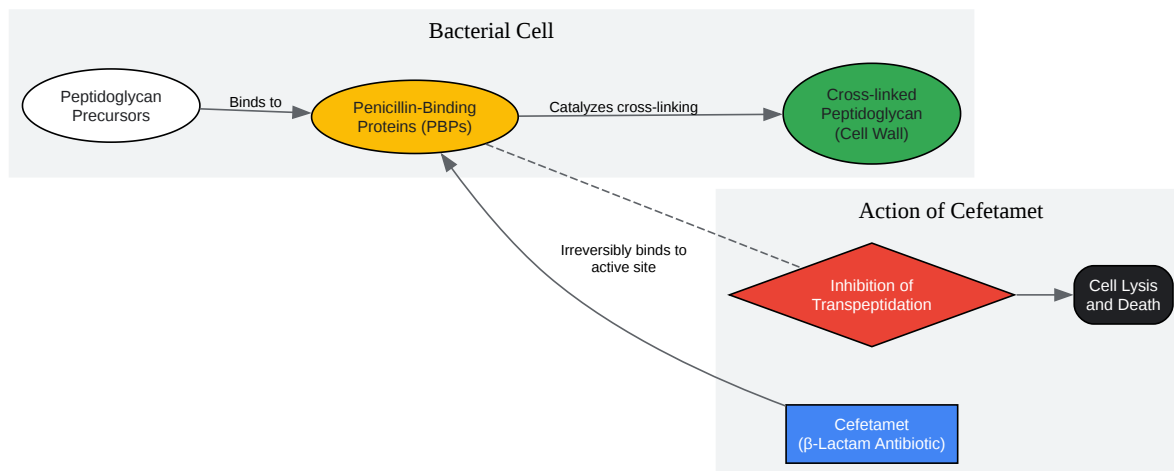 Bacterial Cell
Peptidoglycan
Precursors
Binds to
Penicillin-Binding
Proteins (PBPs)
Catalyzes cross-linking
Cross-linked
Peptidoglycan
(Cell Wall)
Action of Cefetamet
Irreversibly binds to
active site
Inhibition of
Transpeptidation
Cell Lysis
and Death
Cefetamet
(β-Lactam Antibiotic)